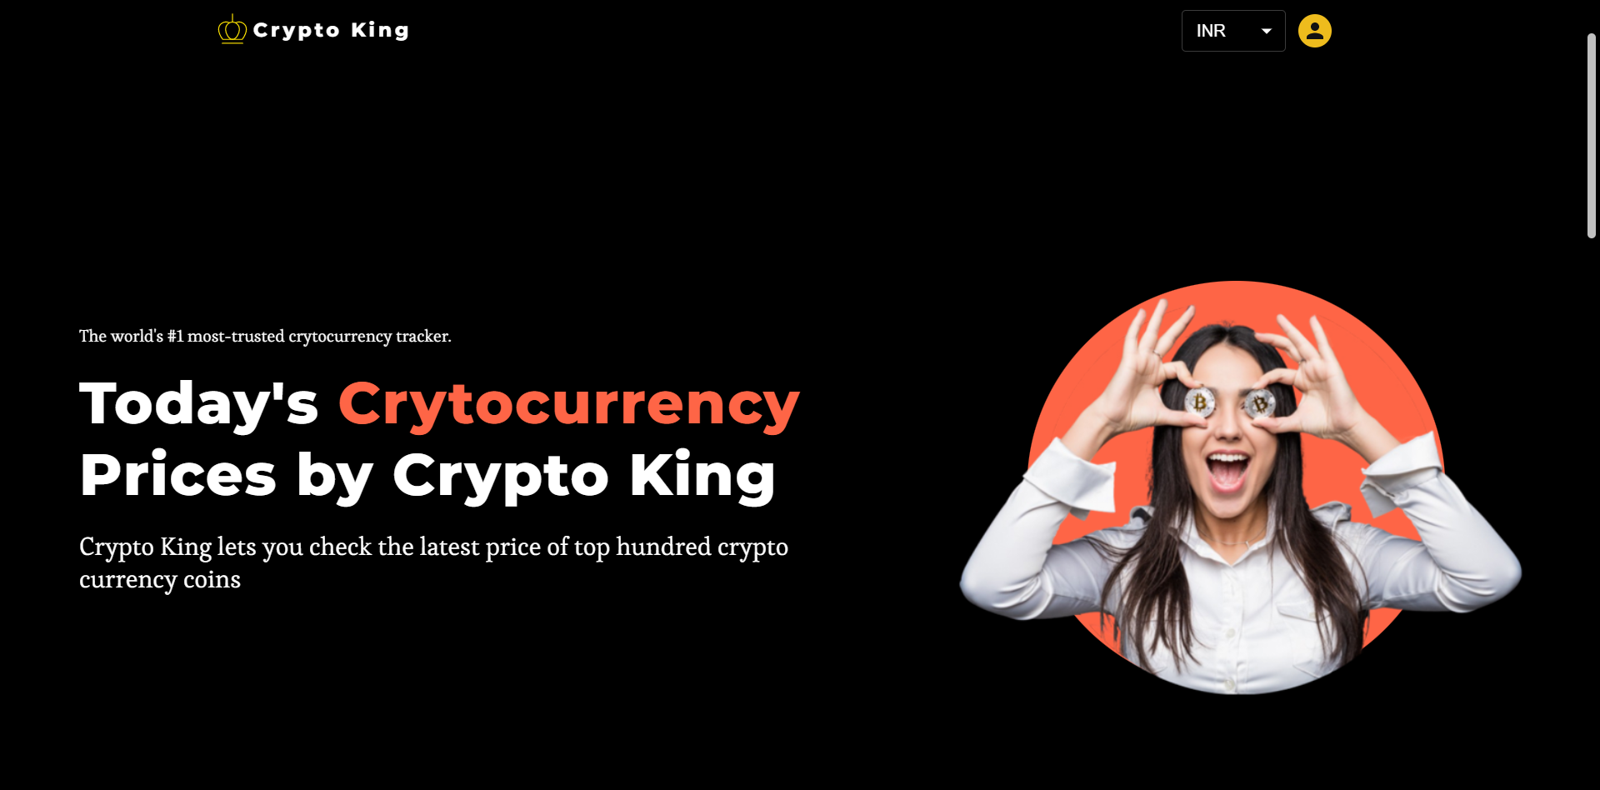 Crypto King
INR
The world's #1 most-trusted crytocurrency tracker.
Today's Crytocurrency
Prices by Crypto King
Crypto King lets you check the latest price of top hundred crypto
currency coins